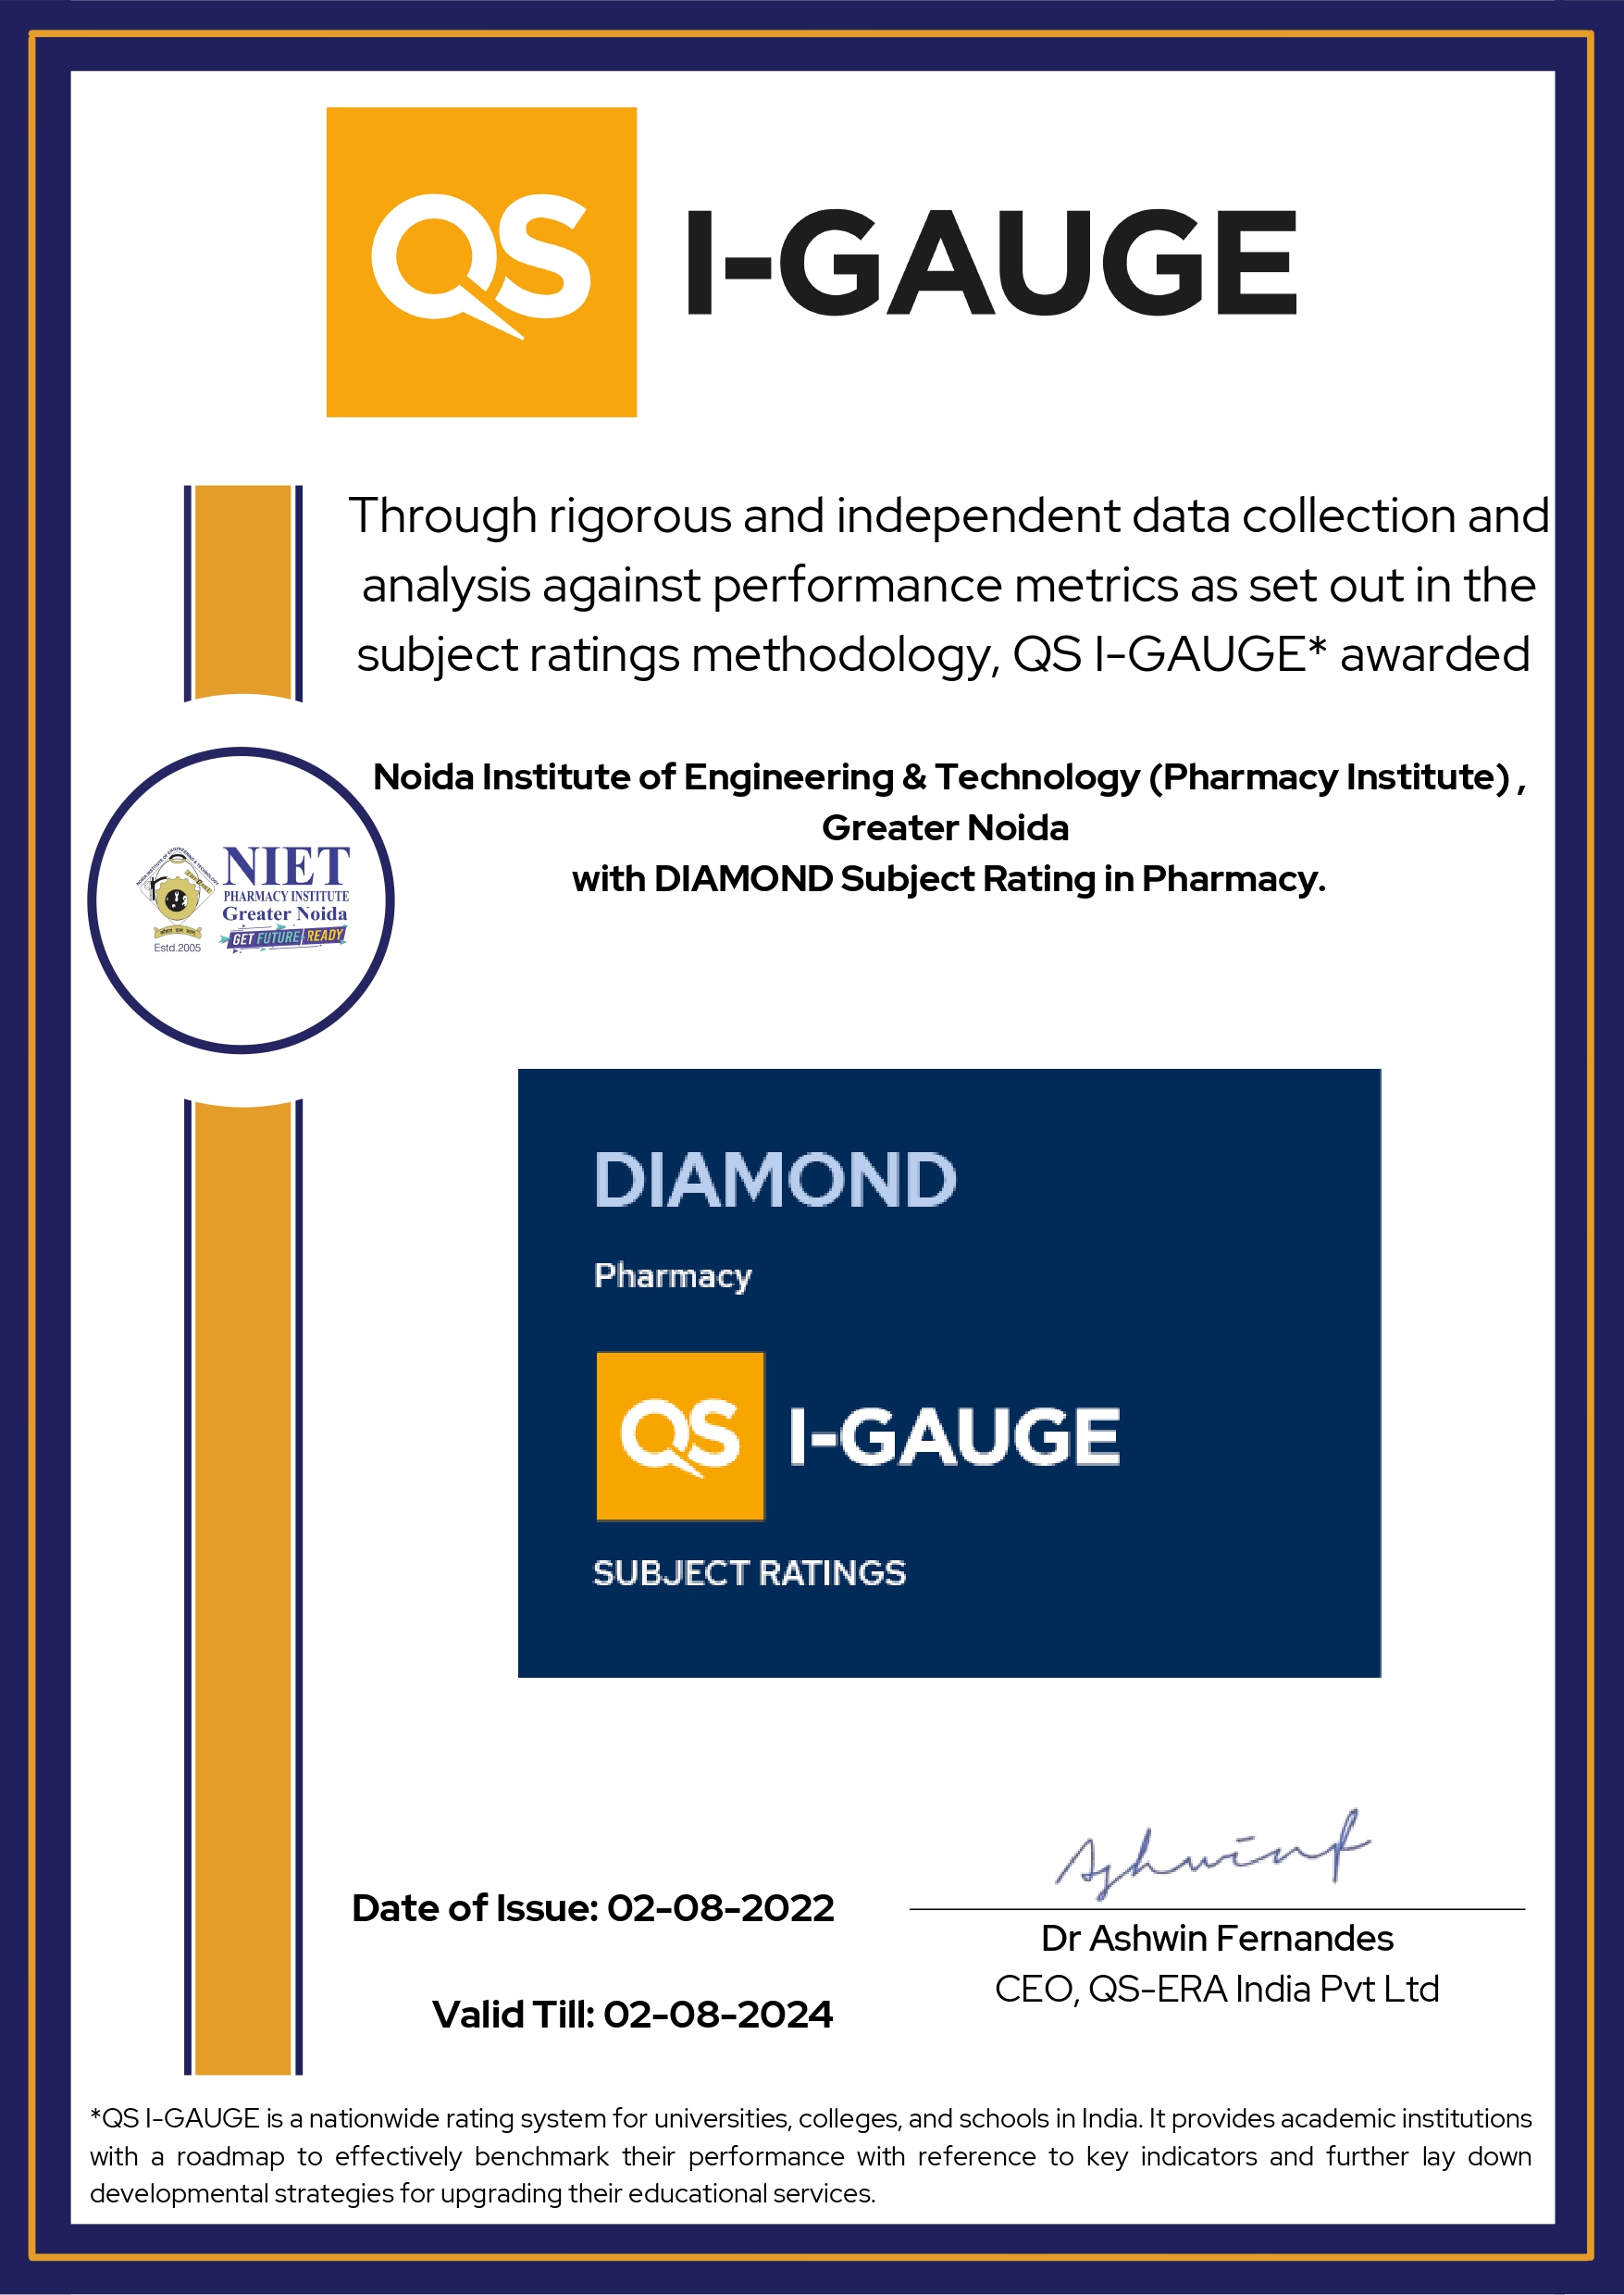 QS I-GAUGE
Through rigorous and independent data collection and
analysis against performance metrics as set out in the
subject ratings methodology, QS I-GAUGE* awarded
Noida Institute of Engineering & Technology (Pharmacy Institute) ,
Greater Noida
with DIAMOND Subject Rating in Pharmacy.
NOIDA INSTITUTE OF ENGINEERING & TECHNOLOGY
Estd.2005
NIET
PHARMACY INSTITUTE
Greater Noida
GET FUTURE READY
DIAMOND
Pharmacy
QS I-GAUGE
SUBJECT RATINGS
Ashwinf
Date of Issue: 02-08-2022
Valid Till: 02-08-2024
Dr Ashwin Fernandes
CEO, QS-ERA India Pvt Ltd
*QS I-GAUGE is a nationwide rating system for universities, colleges, and schools in India. It provides academic institutions
with a roadmap to effectively benchmark their performance with reference to key indicators and further lay down
developmental strategies for upgrading their educational services.